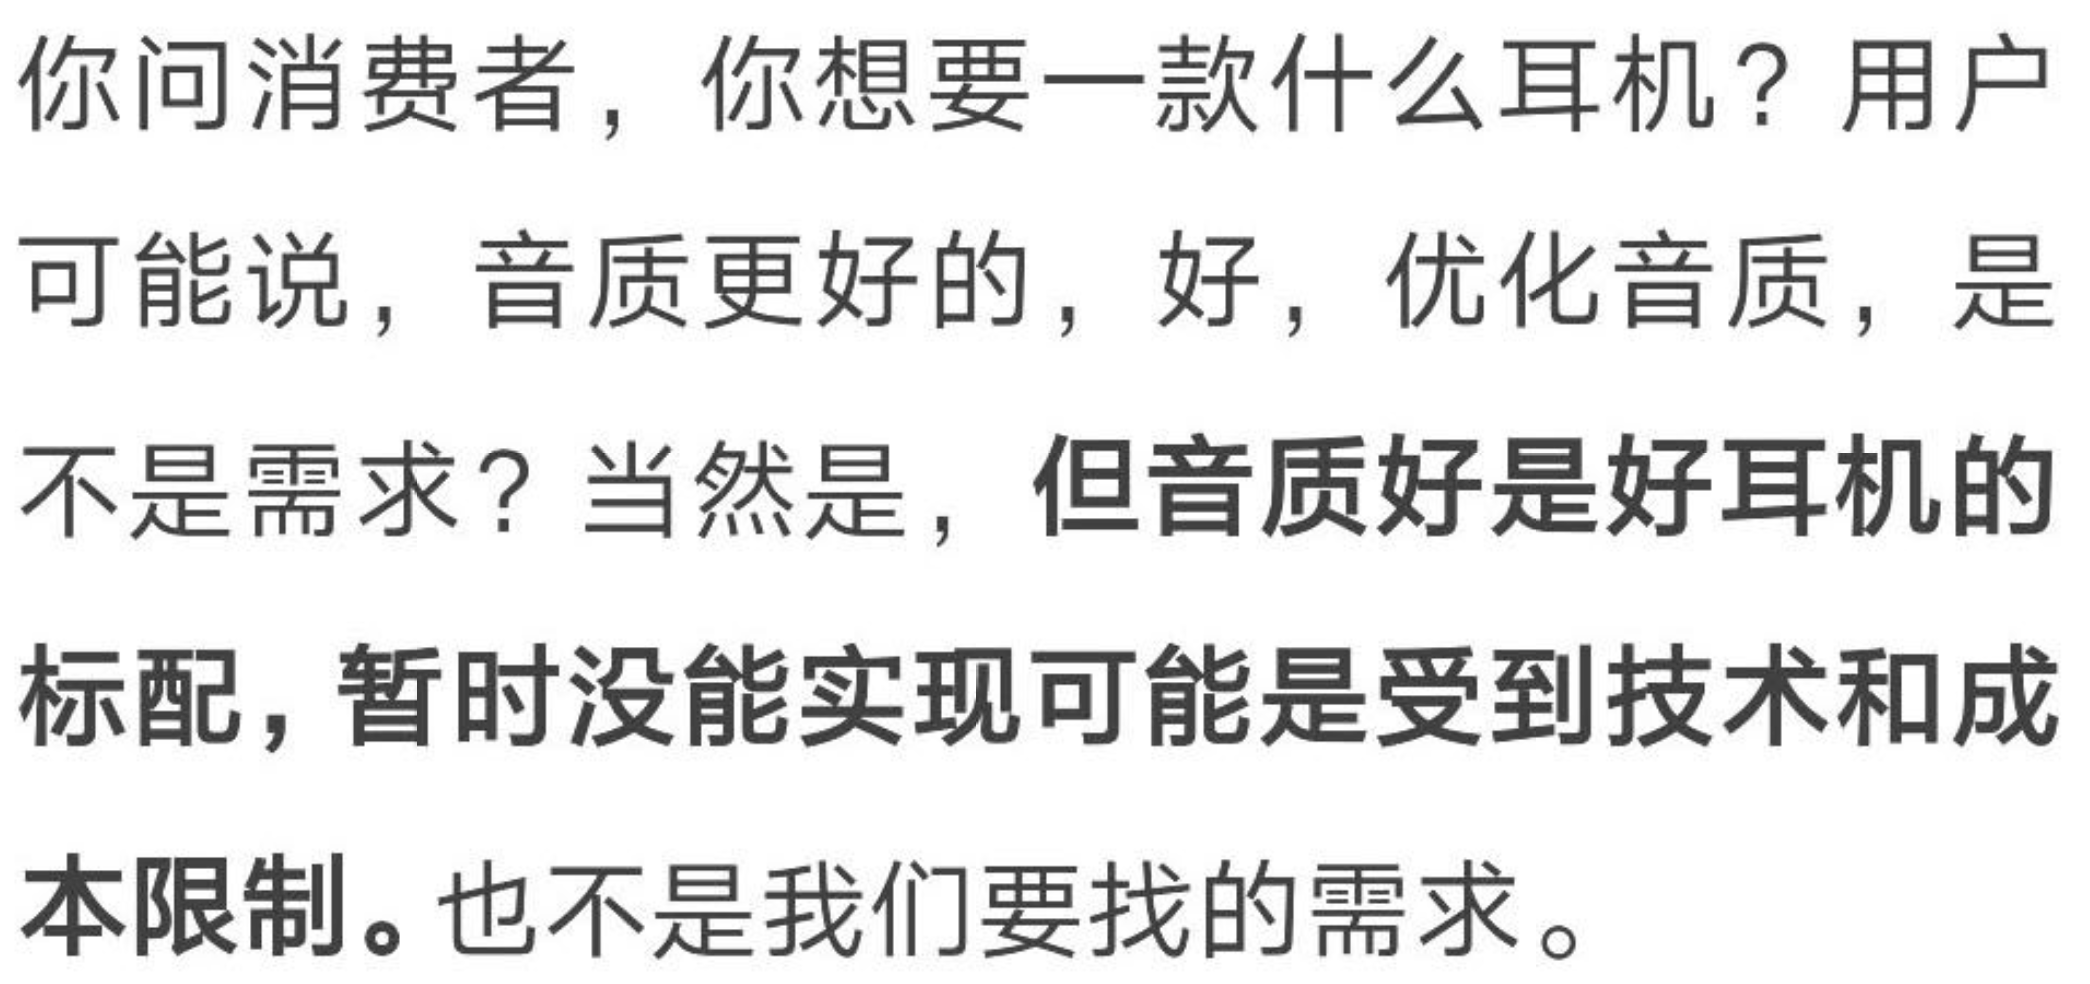 你问消费者，你想要一款什么耳机？用户
可能说，音质更好的，好，优化音质，是
不是需求？当然是，但音质好是好耳机的
标配，暂时没能实现可能是受到技术和成
本限制。也不是我们要找的需求。